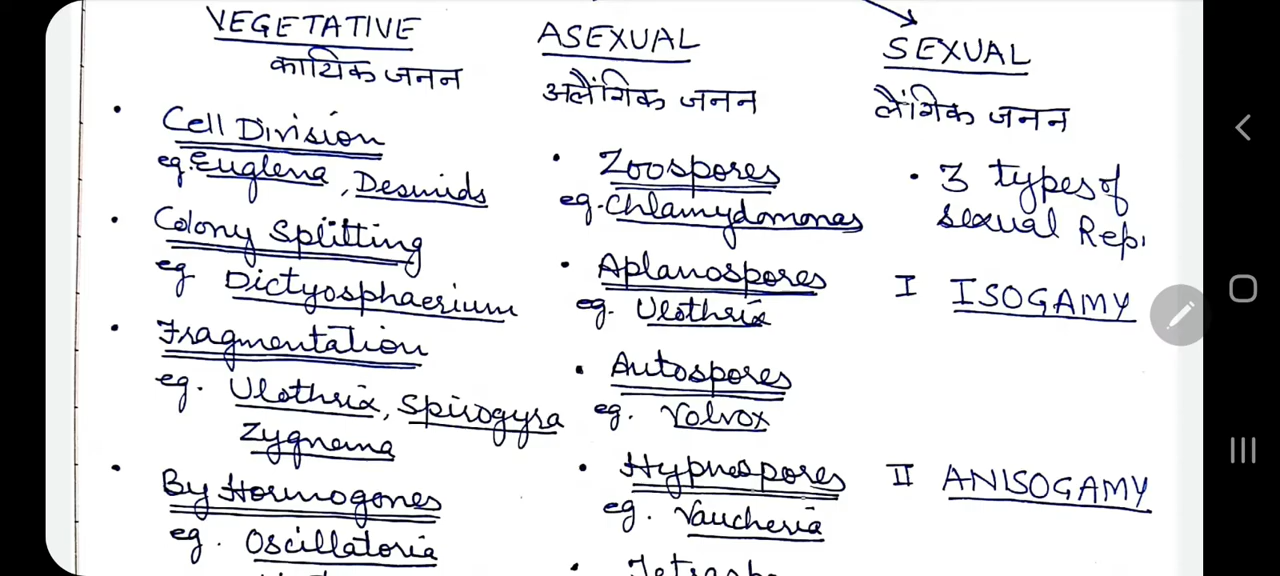 VEGETATIVE
कायिक जनन
• Cell Division
eg. Euglena, Desmids
• Colony Splitting
eg Dictyosphaerium
• Fragmentation
eg. Ulothrix, Spirogyra
Zygnema
• By Hormogones
eg. Oscillatoria
ASEXUAL
अलैंगिक जनन
• Zoospores
eg. Chlamydomonas
• Aplanospores
eg. Ulothrix
• Autospores
eg. Volvox
• Hypnospores
eg. Vaucheria
SEXUAL
लैंगिक जनन
• 3 types of
sexual Rep.
I ISOGAMY
II ANISOGAMY